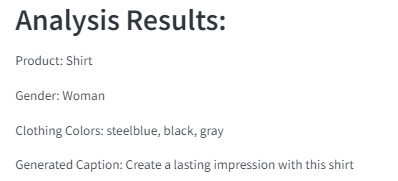 Analysis Results:
Product: Shirt
Gender: Woman
Clothing Colors: steelblue, black, gray
Generated Caption: Create a lasting impression with this shirt